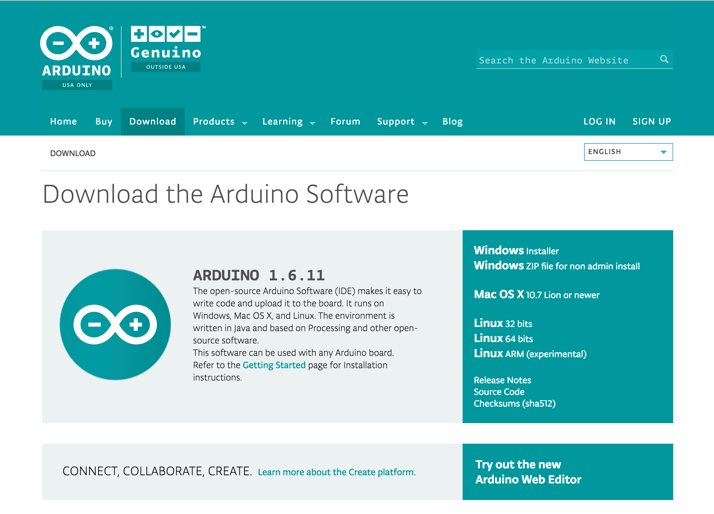 ARDUINO
USA ONLY
Genuino
OUTSIDE USA
Search the Arduino Website
Home Buy Download Products Learning Forum Support Blog LOG IN SIGN UP
DOWNLOAD
ENGLISH
Download the Arduino Software
ARDUINO 1.6.11
The open-source Arduino Software (IDE) makes it easy to
write code and upload it to the board. It runs on
Windows, Mac OS X, and Linux. The environment is
written in Java and based on Processing and other open-
source software.
This software can be used with any Arduino board.
Refer to the Getting Started page for Installation
instructions.
Windows Installer
Windows ZIP file for non admin install
Mac OS X 10.7 Lion or newer
Linux 32 bits
Linux 64 bits
Linux ARM (experimental)
Release Notes
Source Code
Checksums (sha512)
CONNECT, COLLABORATE, CREATE. Learn more about the Create platform.
Try out the new
Arduino Web Editor